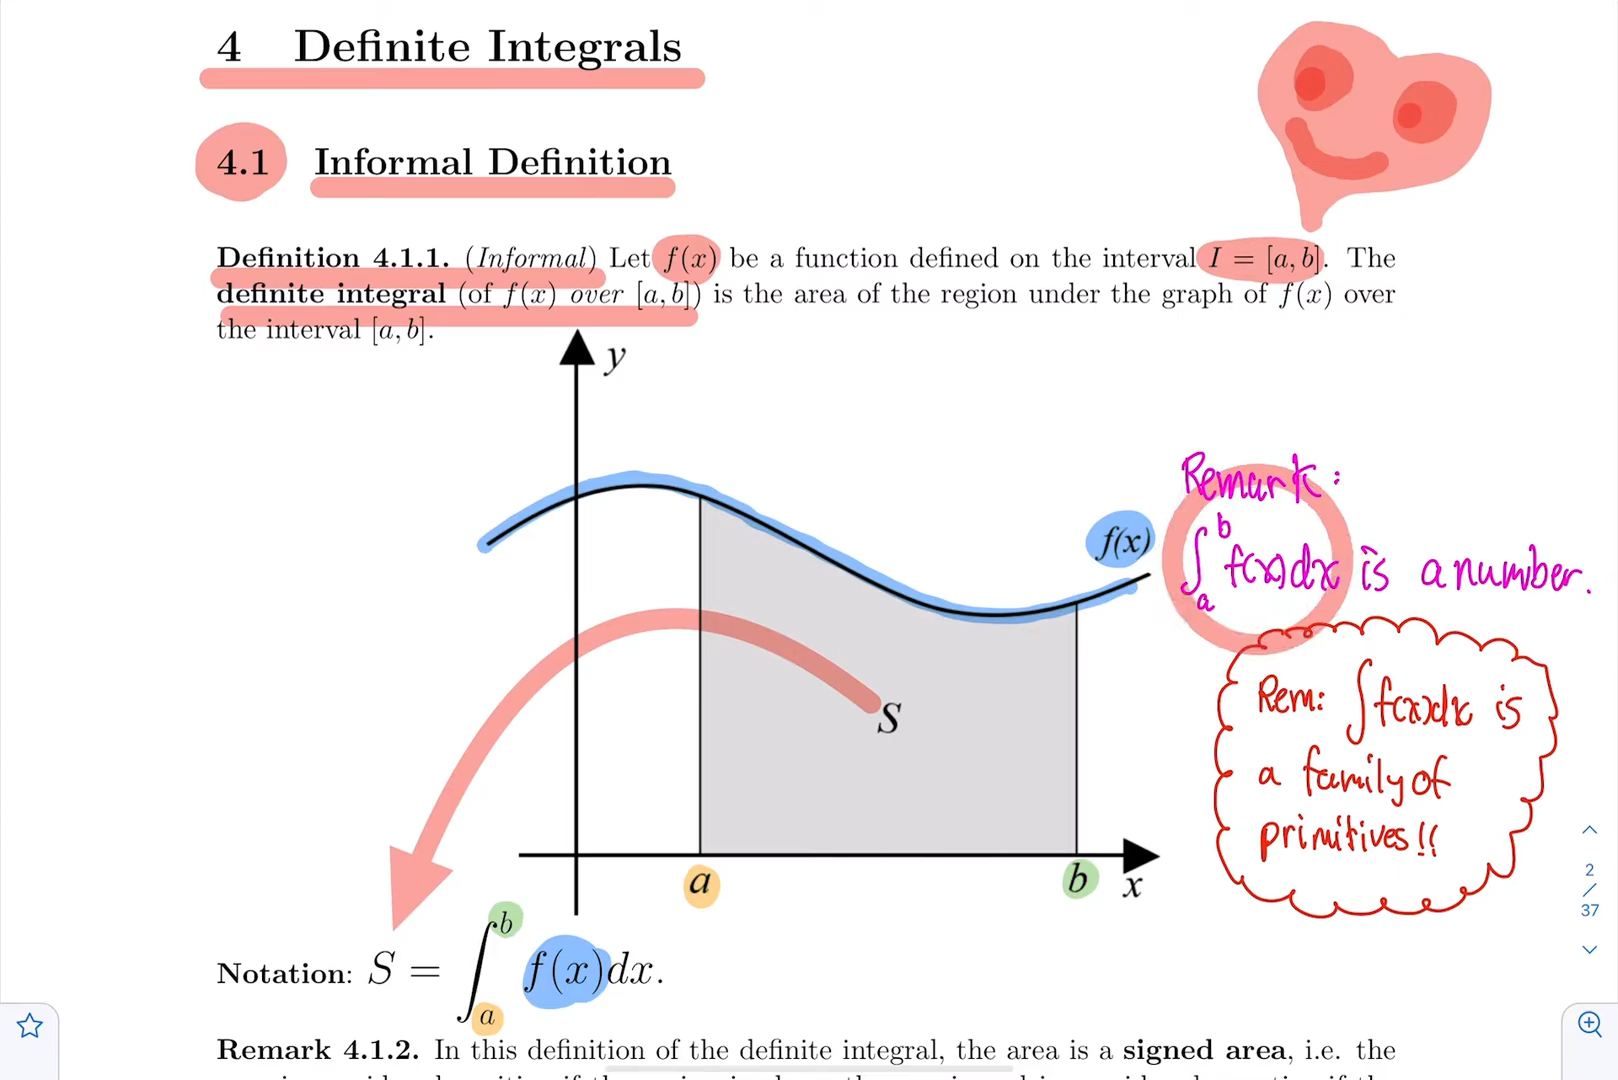 4 Definite Integrals
4.1 Informal Definition
Definition 4.1.1. (Informal) Let f(x) be a function defined on the interval I = [a, b]. The
definite integral (of f(x) over [a, b]) is the area of the region under the graph of f(x) over
the interval [a, b].
y
f(x)
S
a
b
x
Remark:
∫_a^b f(x)dx is a number.
Rem: ∫f(x)dx is
a family of
primitives!!
2
/
37
Notation: S = ∫_a^b f(x)dx.
Remark 4.1.2. In this definition of the definite integral, the area is a signed area, i.e. the